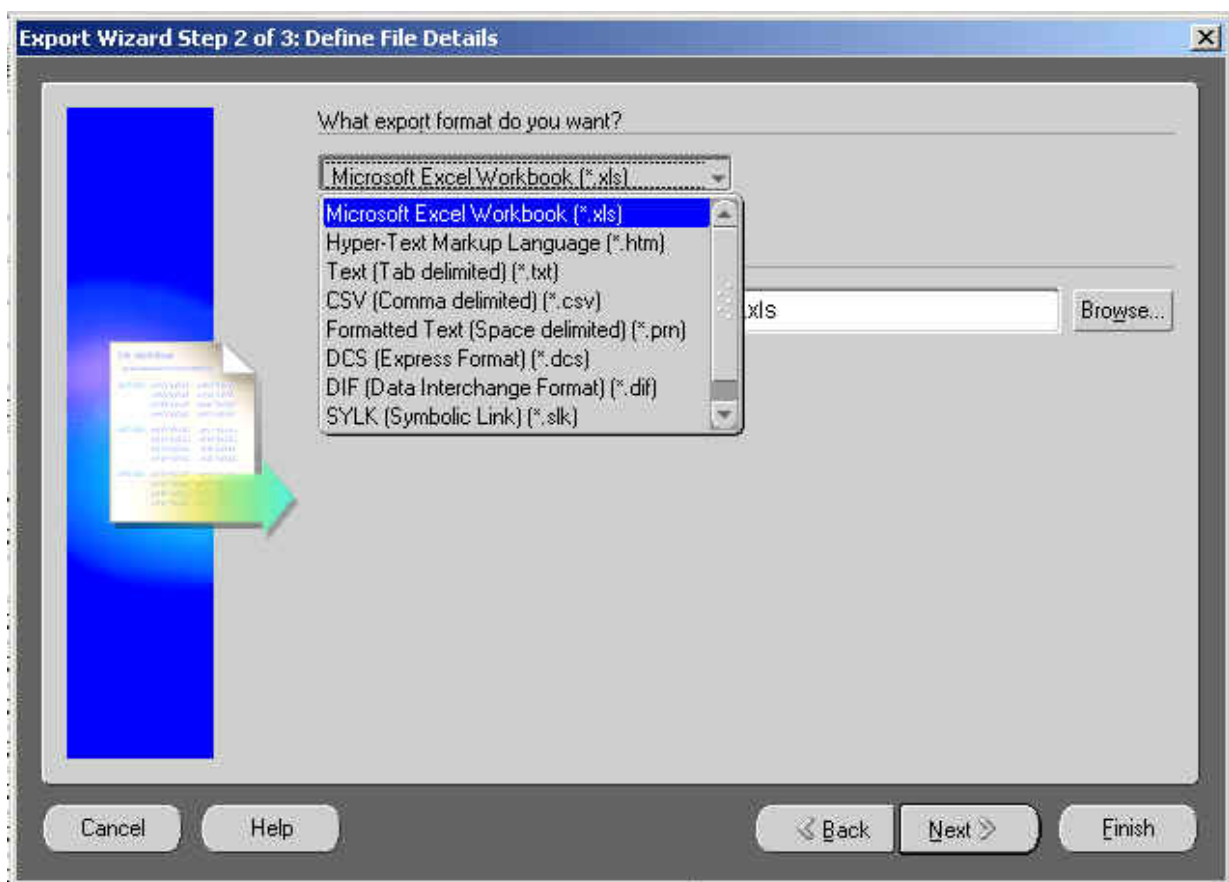 Export Wizard Step 2 of 3: Define File Details
What export format do you want?
Microsoft Excel Workbook (*.xls)
Microsoft Excel Workbook (*.xls)
Hyper-Text Markup Language (*.htm)
Text (Tab delimited) (*.txt)
CSV (Comma delimited) (*.csv)
.xls
Browse...
Formatted Text (Space delimited) (*.prn)
DCS (Express Format) (*.dcs)
DIF (Data Interchange Format) (*.dif)
SYLK (Symbolic Link) (*.slk)
Cancel
Help
Back
Next
Finish